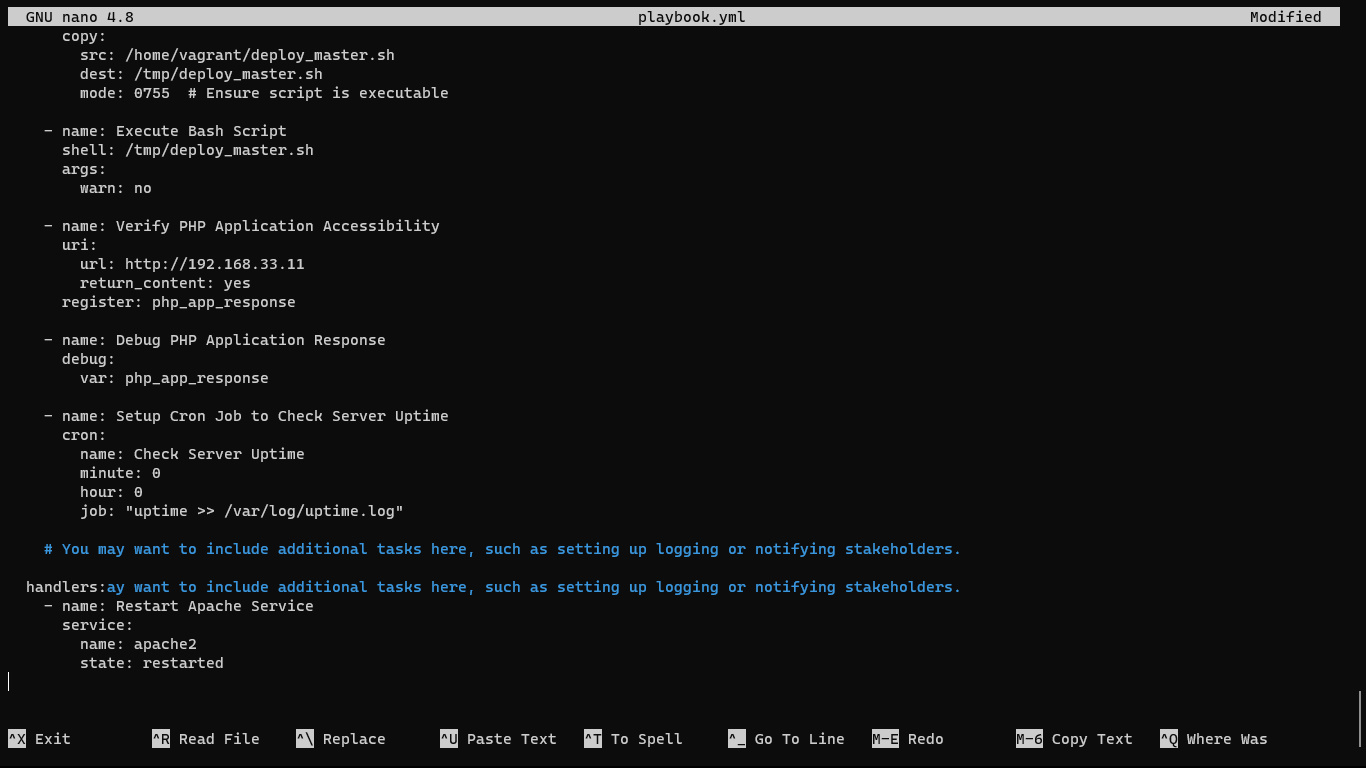 GNU nano 4.8 playbook.yml Modified
copy:
src: /home/vagrant/deploy_master.sh
dest: /tmp/deploy_master.sh
mode: 0755  # Ensure script is executable
- name: Execute Bash Script
shell: /tmp/deploy_master.sh
args:
warn: no
- name: Verify PHP Application Accessibility
uri:
url: http://192.168.33.11
return_content: yes
register: php_app_response
- name: Debug PHP Application Response
debug:
var: php_app_response
- name: Setup Cron Job to Check Server Uptime
cron:
name: Check Server Uptime
minute: 0
hour: 0
job: "uptime >> /var/log/uptime.log"
# You may want to include additional tasks here, such as setting up logging or notifying stakeholders.
handlers:ay want to include additional tasks here, such as setting up logging or notifying stakeholders.
- name: Restart Apache Service
service:
name: apache2
state: restarted
^X Exit ^R Read File ^\ Replace ^U Paste Text ^T To Spell ^_ Go To Line M-E Redo M-6 Copy Text ^Q Where Was